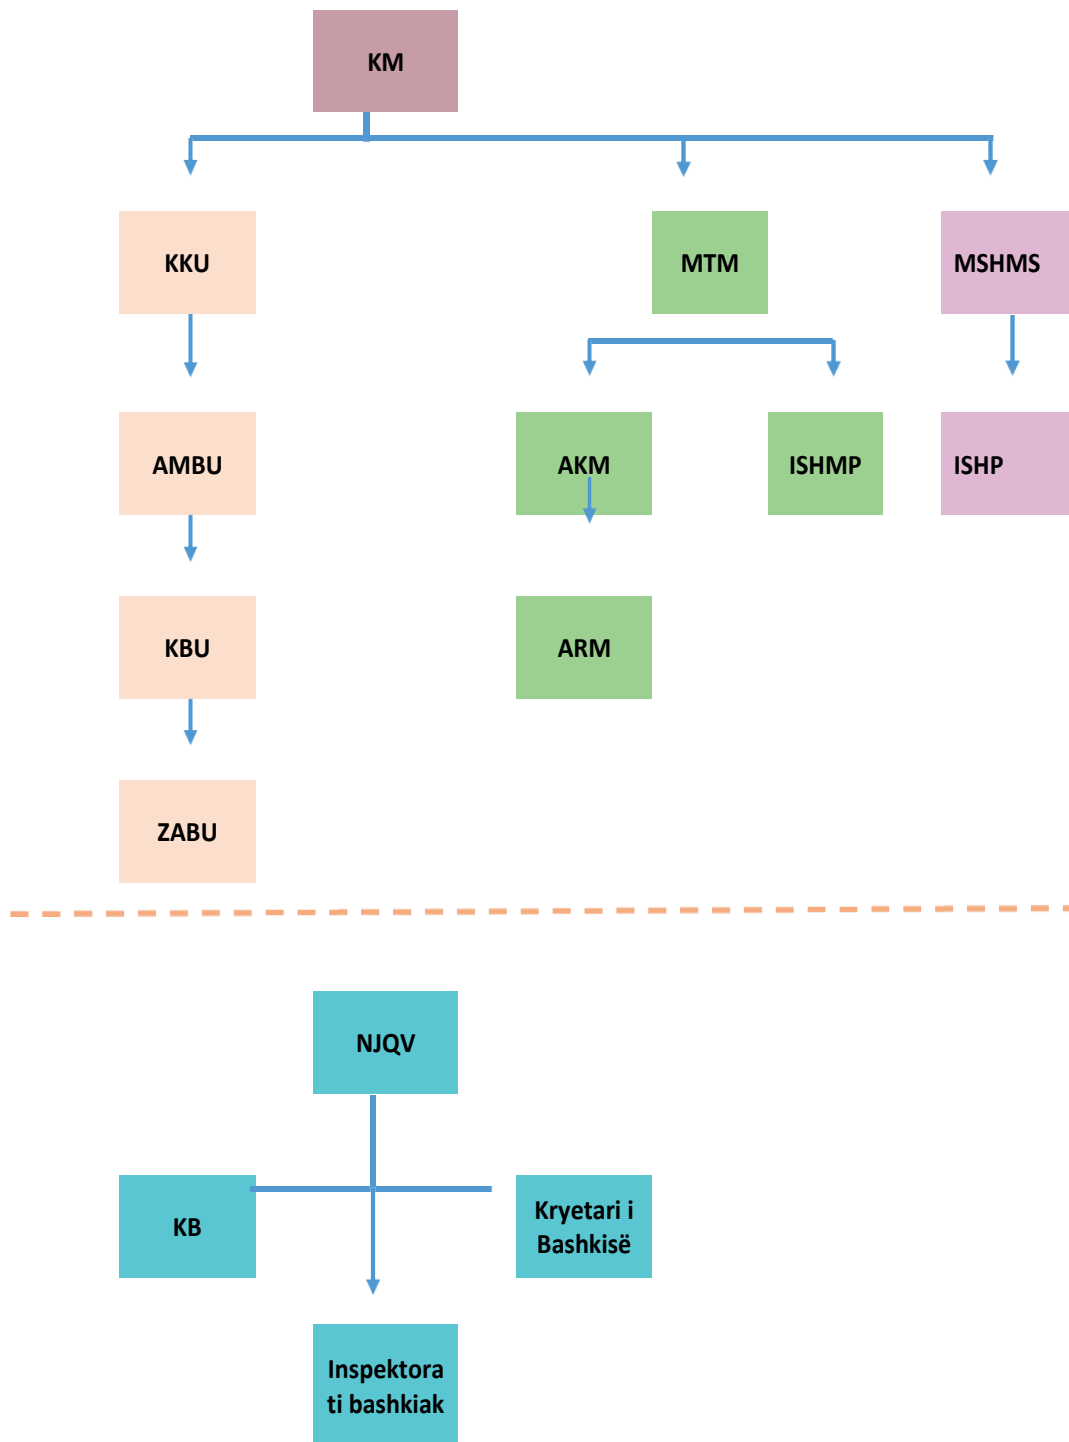 KM
KKU
MTM
MSHMS
AMBU
AKM
ISHMP
ISHP
KBU
ARM
ZABU
NJQV
KB
Kryetari i
Bashkisë
Inspektora
ti bashkiak